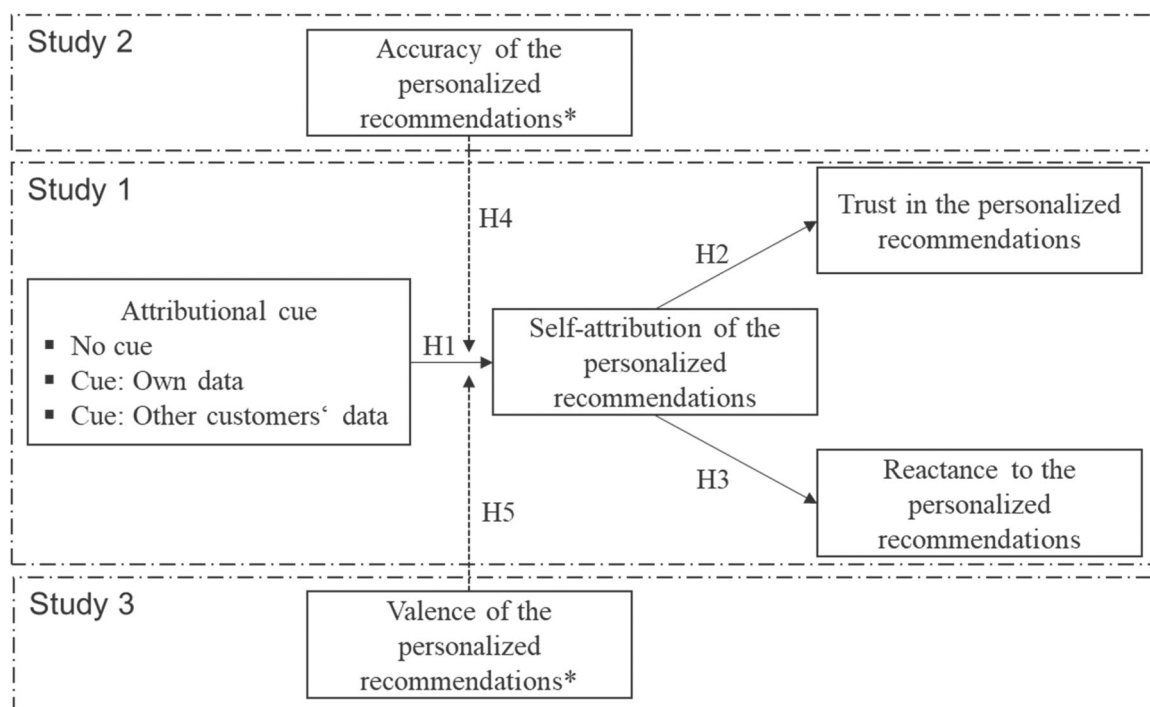 Study 2
Accuracy of the
personalized
recommendations*
Study 1
H4
Trust in the personalized
recommendations
H2
Attributional cue
▪ No cue
▪ Cue: Own data
▪ Cue: Other customers‘ data
H1
Self-attribution of the
personalized
recommendations
H3
Reactance to the
personalized
recommendations
H5
Study 3
Valence of the
personalized
recommendations*